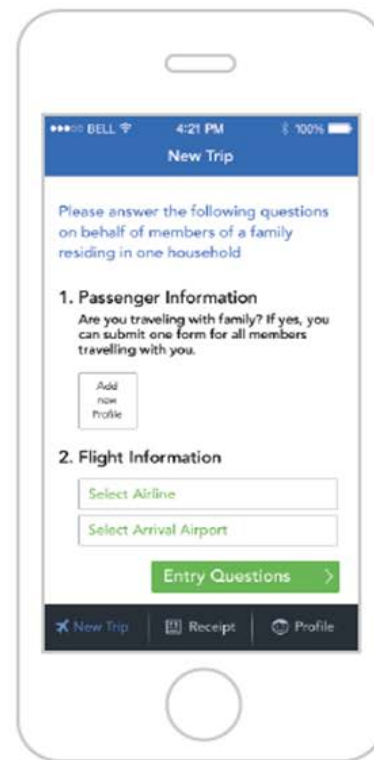 ●●●○○ BELL 4:21 PM 100%
New Trip
Please answer the following questions
on behalf of members of a family
residing in one household
1. Passenger Information
Are you traveling with family? If yes, you
can submit one form for all members
travelling with you.
Add
new
Profile
2. Flight Information
Select Airline
Select Arrival Airport
Entry Questions >
New Trip Receipt Profile